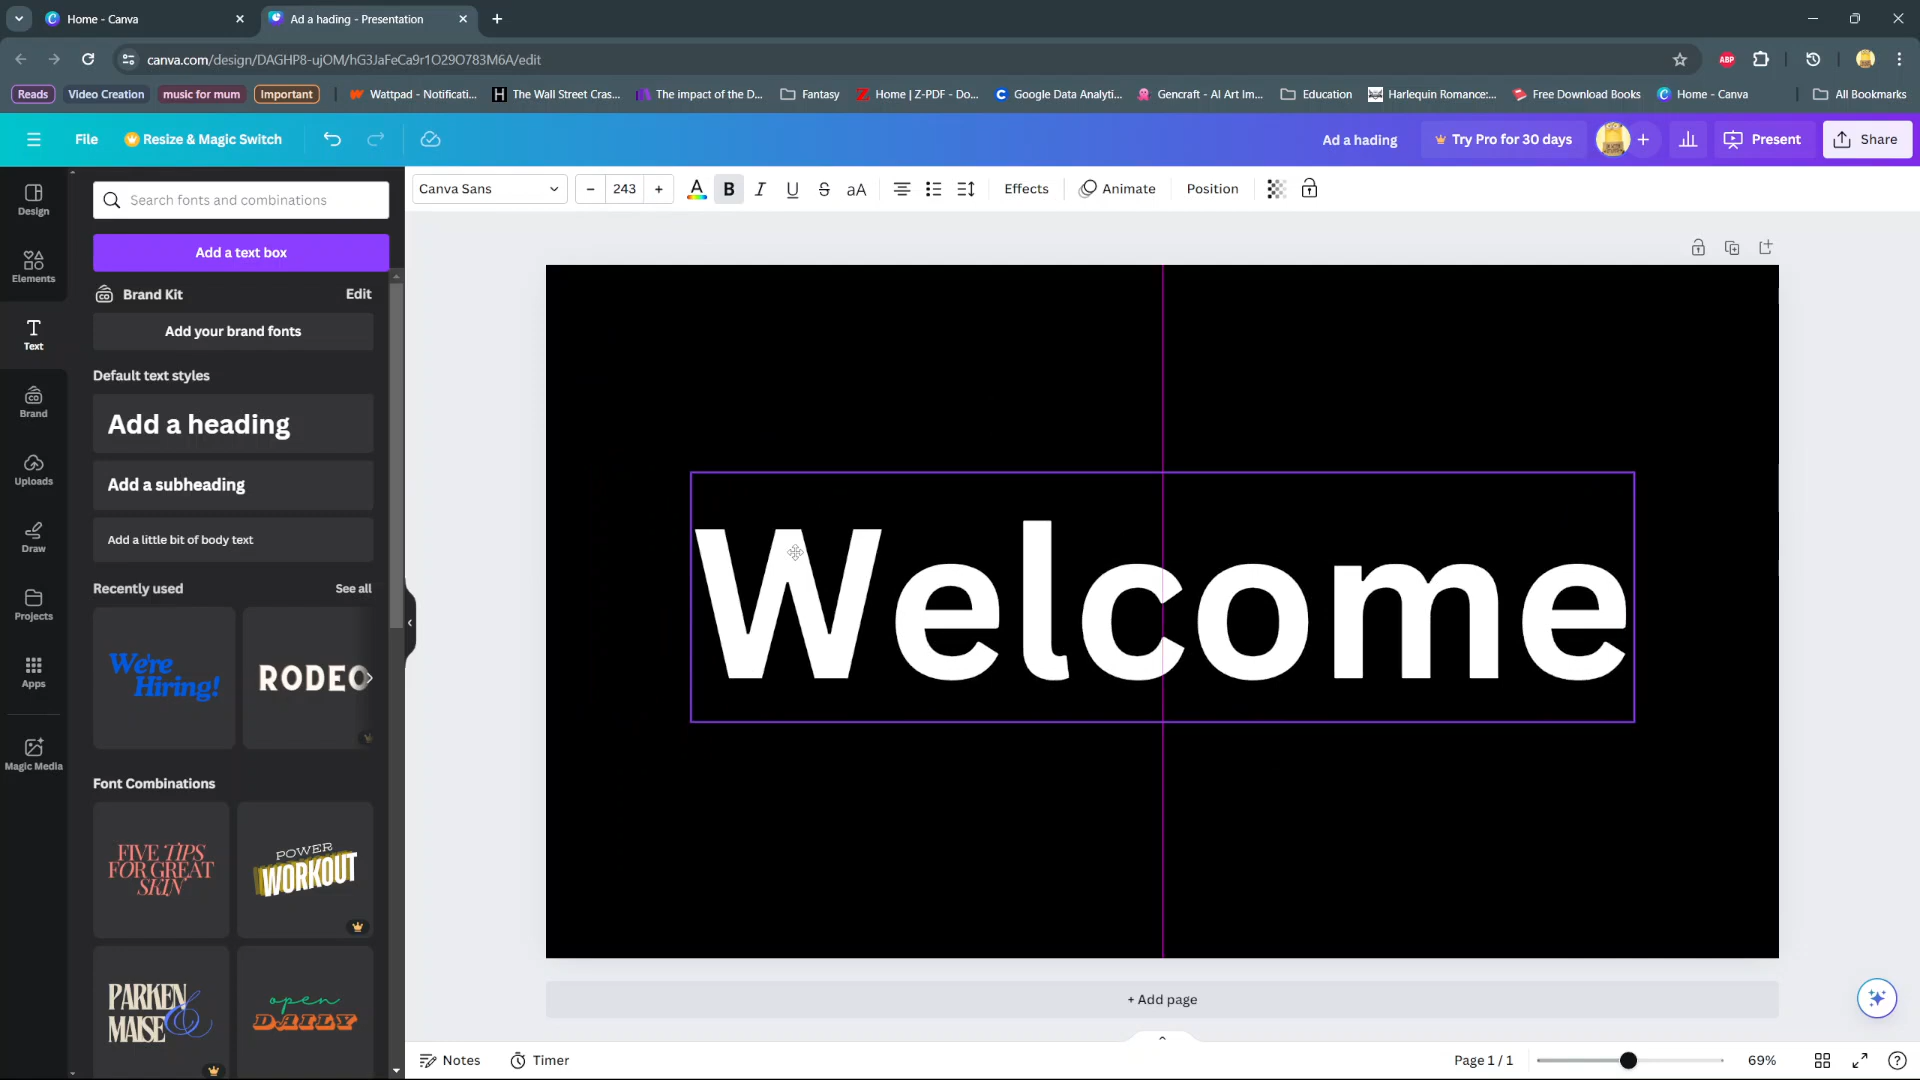 Home - Canva
Ad a hading - Presentation
canva.com/design/DAGHP8-ujOM/hG3JaFeCa9r1O29O783M6A/edit
ABP
Reads
Video Creation
music for mum
Important
Wattpad - Notificati...
The Wall Street Cras...
The impact of the D...
Fantasy
Home | Z-PDF - Do...
Google Data Analyti...
Gencraft - AI Art Im...
Education
Harlequin Romance:...
Free Download Books
Home - Canva
All Bookmarks
File
Resize & Magic Switch
Ad a hading
Try Pro for 30 days
Present
Share
Canva Sans
243
A
B
I
U
S
aA
Effects
Animate
Position
Design
Elements
Text
Brand
Uploads
Draw
Projects
Apps
Magic Media
Search fonts and combinations
Add a text box
Brand Kit
Edit
Add your brand fonts
Default text styles
Add a heading
Add a subheading
Add a little bit of body text
Recently used
See all
We're
Hiring!
RODEO
Font Combinations
FIVE TIPS
FOR GREAT
SKIN
POWER
WORKOUT
PARKEN
& MAISE
open
DAILY
Welcome
+ Add page
Notes
Timer
Page 1 / 1
69%